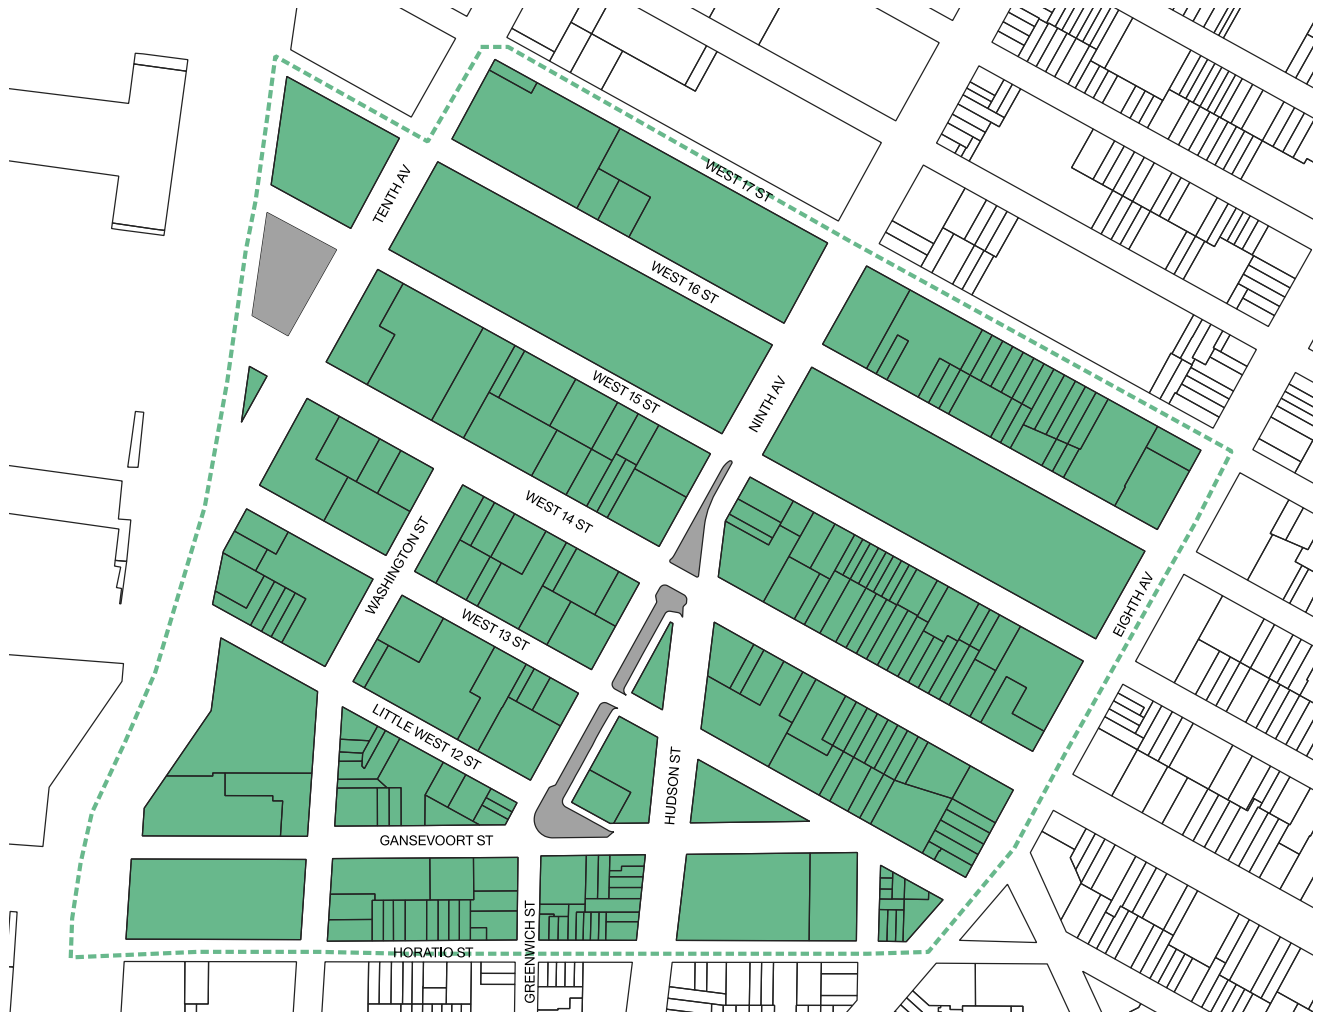 WEST 17 ST
TENTH AV
WEST 16 ST
WEST 15 ST
NINTH AV
WEST 14 ST
WASHINGTON ST
EIGHTH AV
WEST 13 ST
LITTLE WEST 12 ST
HUDSON ST
GANSEVOORT ST
GREENWICH ST
HORATIO ST